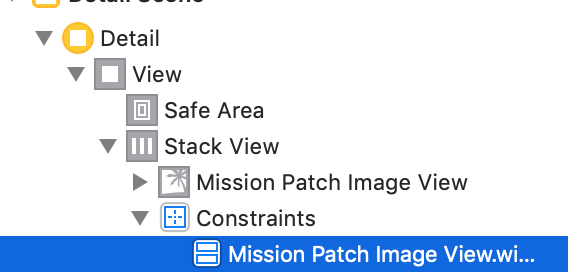 Detail Scene
Detail
View
Safe Area
Stack View
Mission Patch Image View
Constraints
Mission Patch Image View.wi...